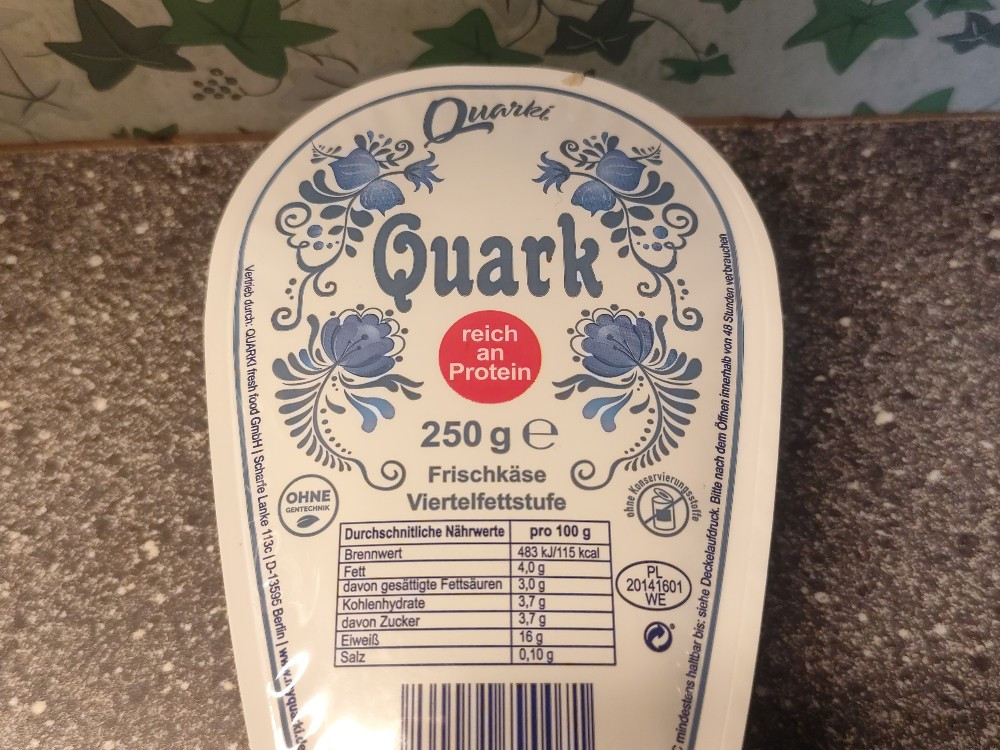 Quarki
Quark
reich
an
Protein
250 g e
Frischkäse
Viertelfettstufe
OHNE
GENTECHNIK
ohne Konservierungsstoffe
Durchschnittliche Nährwerte pro 100 g
Brennwert 483 kJ/115 kcal
Fett 4,0 g
davon gesättigte Fettsäuren 3,0 g
Kohlenhydrate 3,7 g
davon Zucker 3,7 g
Eiweiß 16 g
Salz 0,10 g
PL
20141601
WE
Vertrieb durch: QUARKI fresh food GmbH | Scharfe Lanke 113c | D-13595 Berlin |
mindestens haltbar bis: siehe Deckelaufdruck. Bitte nach dem Öffnen innerhalb von 48 Stunden verbrauchen